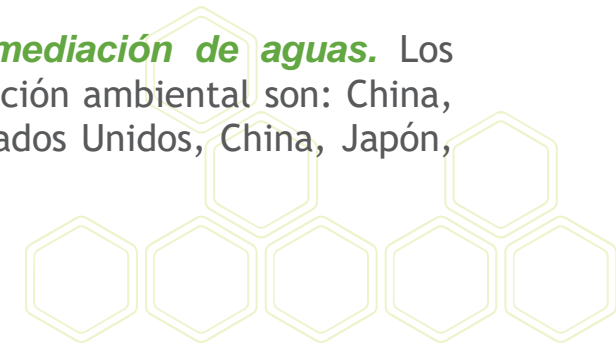 mediación de aguas. Los
ción ambiental son: China,
ados Unidos, China, Japón,